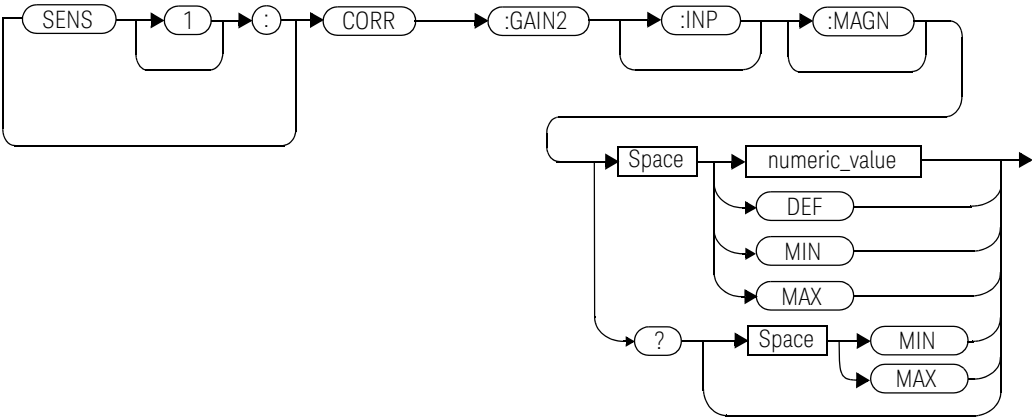 SENS 1 : CORR :GAIN2 :INP :MAGN
Space numeric_value
DEF
MIN
MAX
? Space MIN
MAX